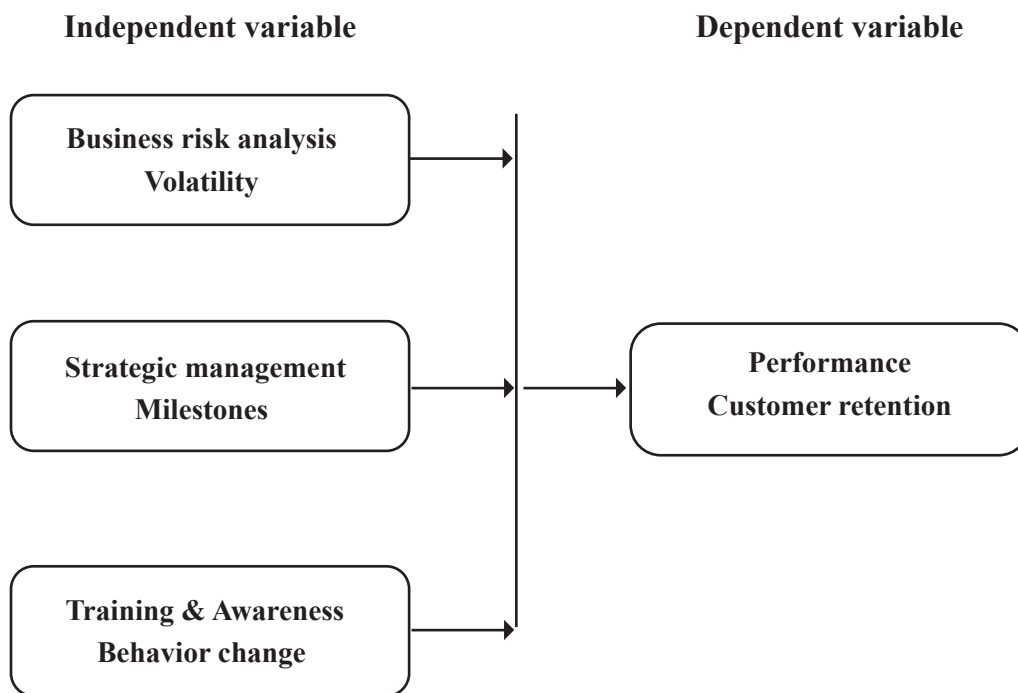 Independent variable
Dependent variable
Business risk analysis
Volatility
Strategic management
Milestones
Performance
Customer retention
Training & Awareness
Behavior change